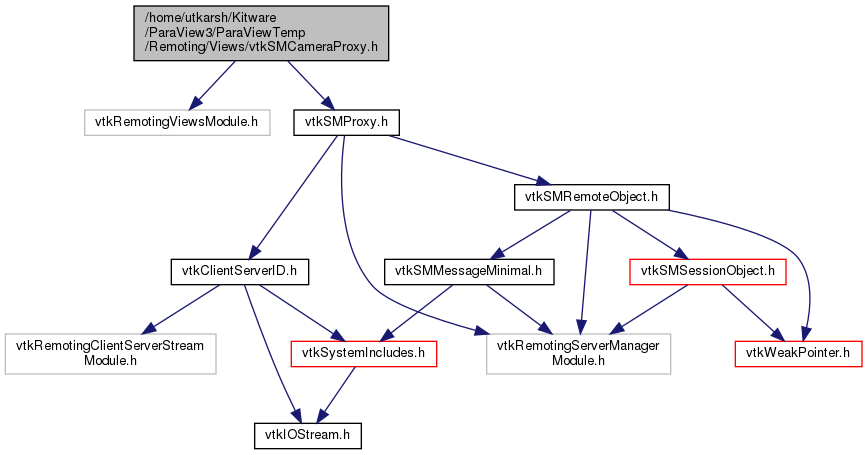 /home/utkarsh/Kitware
/ParaView3/ParaViewTemp
/Remoting/Views/vtkSMCameraProxy.h
vtkRemotingViewsModule.h
vtkSMProxy.h
vtkSMRemoteObject.h
vtkClientServerID.h
vtkSMMessageMinimal.h
vtkSMSessionObject.h
vtkRemotingClientServerStream
Module.h
vtkSystemIncludes.h
vtkRemotingServerManager
Module.h
vtkWeakPointer.h
vtkIOStream.h